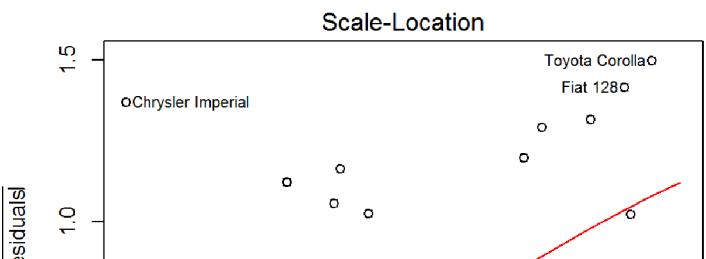 Scale-Location
1.5
Toyota Corolla
Fiat 128
Chrysler Imperial
1.0